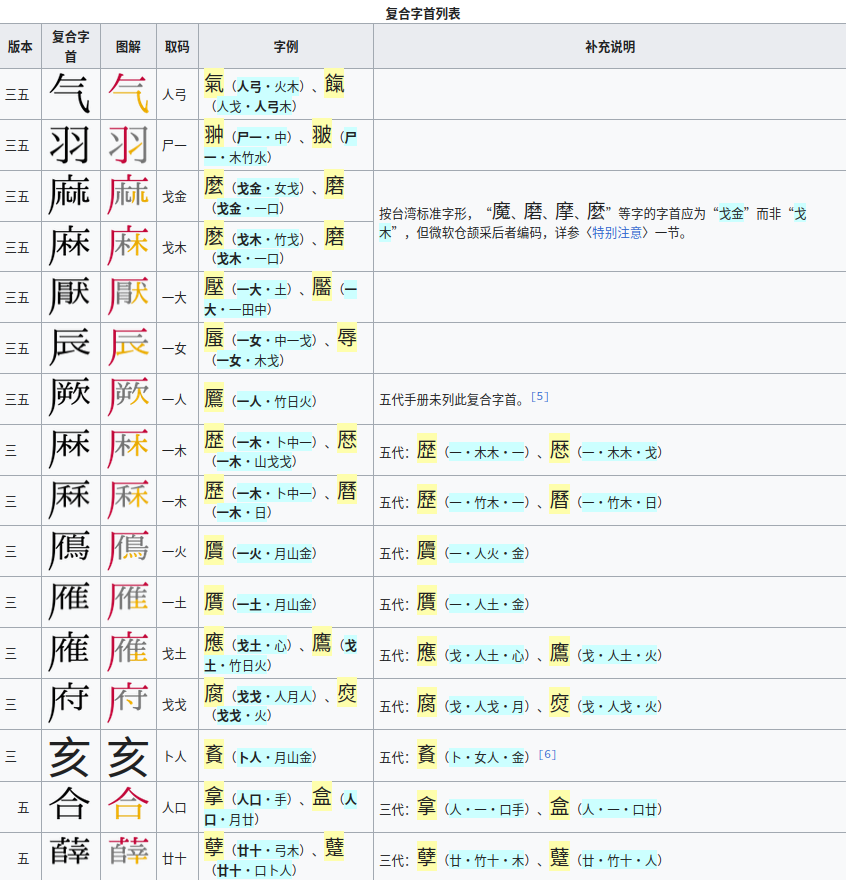 复合字首列表
版本 复合字首 图解 取码 字例 补充说明
三五 气 气 人弓 氣（人弓·火木）、餼
（人戈·人弓木）
三五 羽 羽 尸一 翀（尸一·中）、翍（尸
一·木竹水）
三五 麻 麻 戈金 麼（戈金·女戈）、磨
（戈金·一口）
按台湾标准字形，“魔、磨、摩、麼”等字的字首应为“戈金”而非“戈
木”，但微软仓颉采后者编码，详参〈特别注意〉一节。
三五 麻 麻 戈木 麽（戈木·竹戈）、磨
（戈木·一口）
三五 厭 厭 一大 壓（一大·土）、靨（一
大·一田中）
三五 辰 辰 一女 蜃（一女·中一戈）、辱
（一女·木戈）
三五 厥 厥 一人 鷢（一人·竹日火） 五代手册未列此复合字首。[5]
三 厤 厤 一木 歴（一木·卜中一）、㦄
（一木·山戈戈）
五代：歴（一·木木·一）、㦄（一·木木·戈）
三 厤 厤 一木 歷（一木·卜中一）、曆
（一木·日）
五代：歷（一·竹木·一）、曆（一·竹木·日）
三 一火 贋（一火·月山金） 五代：贋（一·人火·金）
三 厓 一土 贗（一土·月山金） 五代：贗（一·人土·金）
三 戈土 應（戈土·心）、鷹（戈
土·竹日火）
五代：應（戈·人土·心）、鷹（戈·人土·火）
三 府 府 戈戈 腐（戈戈·人月人）、焤
（戈戈·火）
五代：腐（戈·人戈·月）、焤（戈·人戈·火）
三 亥 亥 卜人 賌（卜人·月山金） 五代：賌（卜·女人·金）[6]
五 合 合 人口 拿（人口·手）、盒（人
口·月廿）
三代：拿（人·一·口手）、盒（人·一·口廿）
五 薛 薛 廿十 孽（廿十·弓木）、躠
（廿十·口卜人）
三代：孽（廿·竹十·木）、躠（廿·竹十·人）